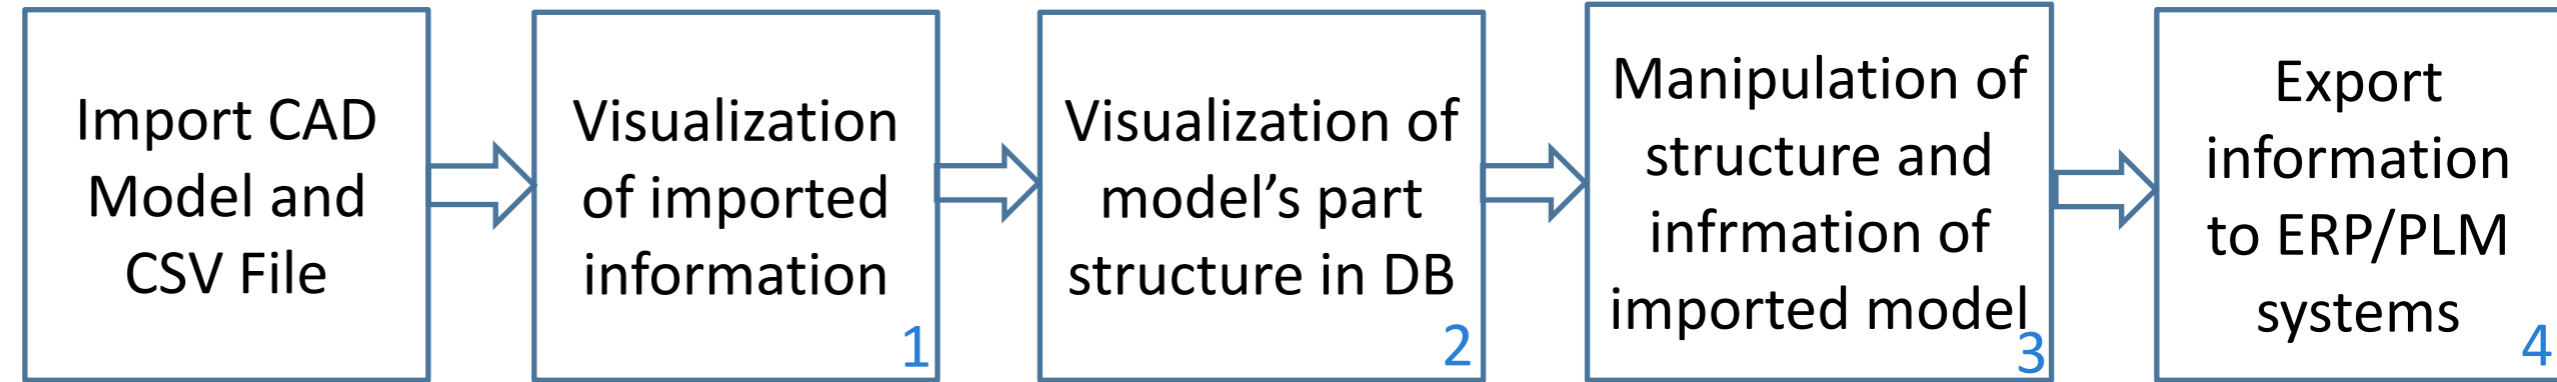 Import CAD
Model and
CSV File
Visualization
of imported
information
1
Visualization of
model’s part
structure in DB
2
Manipulation of
structure and
infrmation of
imported model
3
Export
information
to ERP/PLM
systems
4